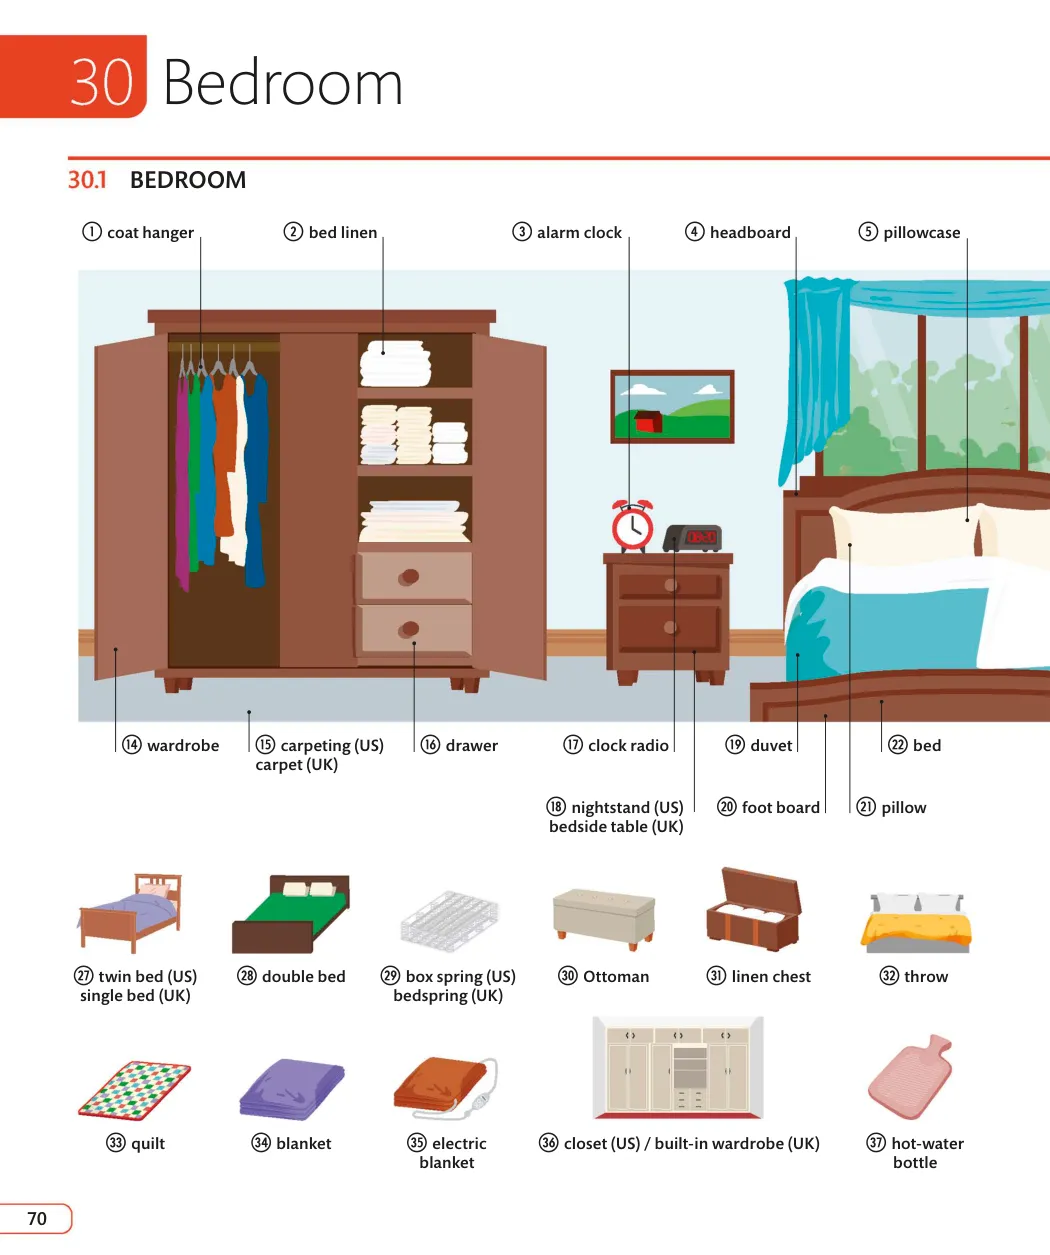 30 Bedroom
30.1 BEDROOM
① coat hanger
② bed linen
③ alarm clock
④ headboard
⑤ pillowcase
⑭ wardrobe
⑮ carpeting (US)
carpet (UK)
⑯ drawer
⑰ clock radio
⑲ duvet
㉒ bed
⑱ nightstand (US)
bedside table (UK)
⑳ foot board
㉑ pillow
㉗ twin bed (US)
single bed (UK)
㉘ double bed
㉙ box spring (US)
bedspring (UK)
㉚ Ottoman
㉛ linen chest
㉜ throw
㉝ quilt
㉞ blanket
㉟ electric
blanket
㊱ closet (US) / built-in wardrobe (UK)
㊲ hot-water
bottle
70